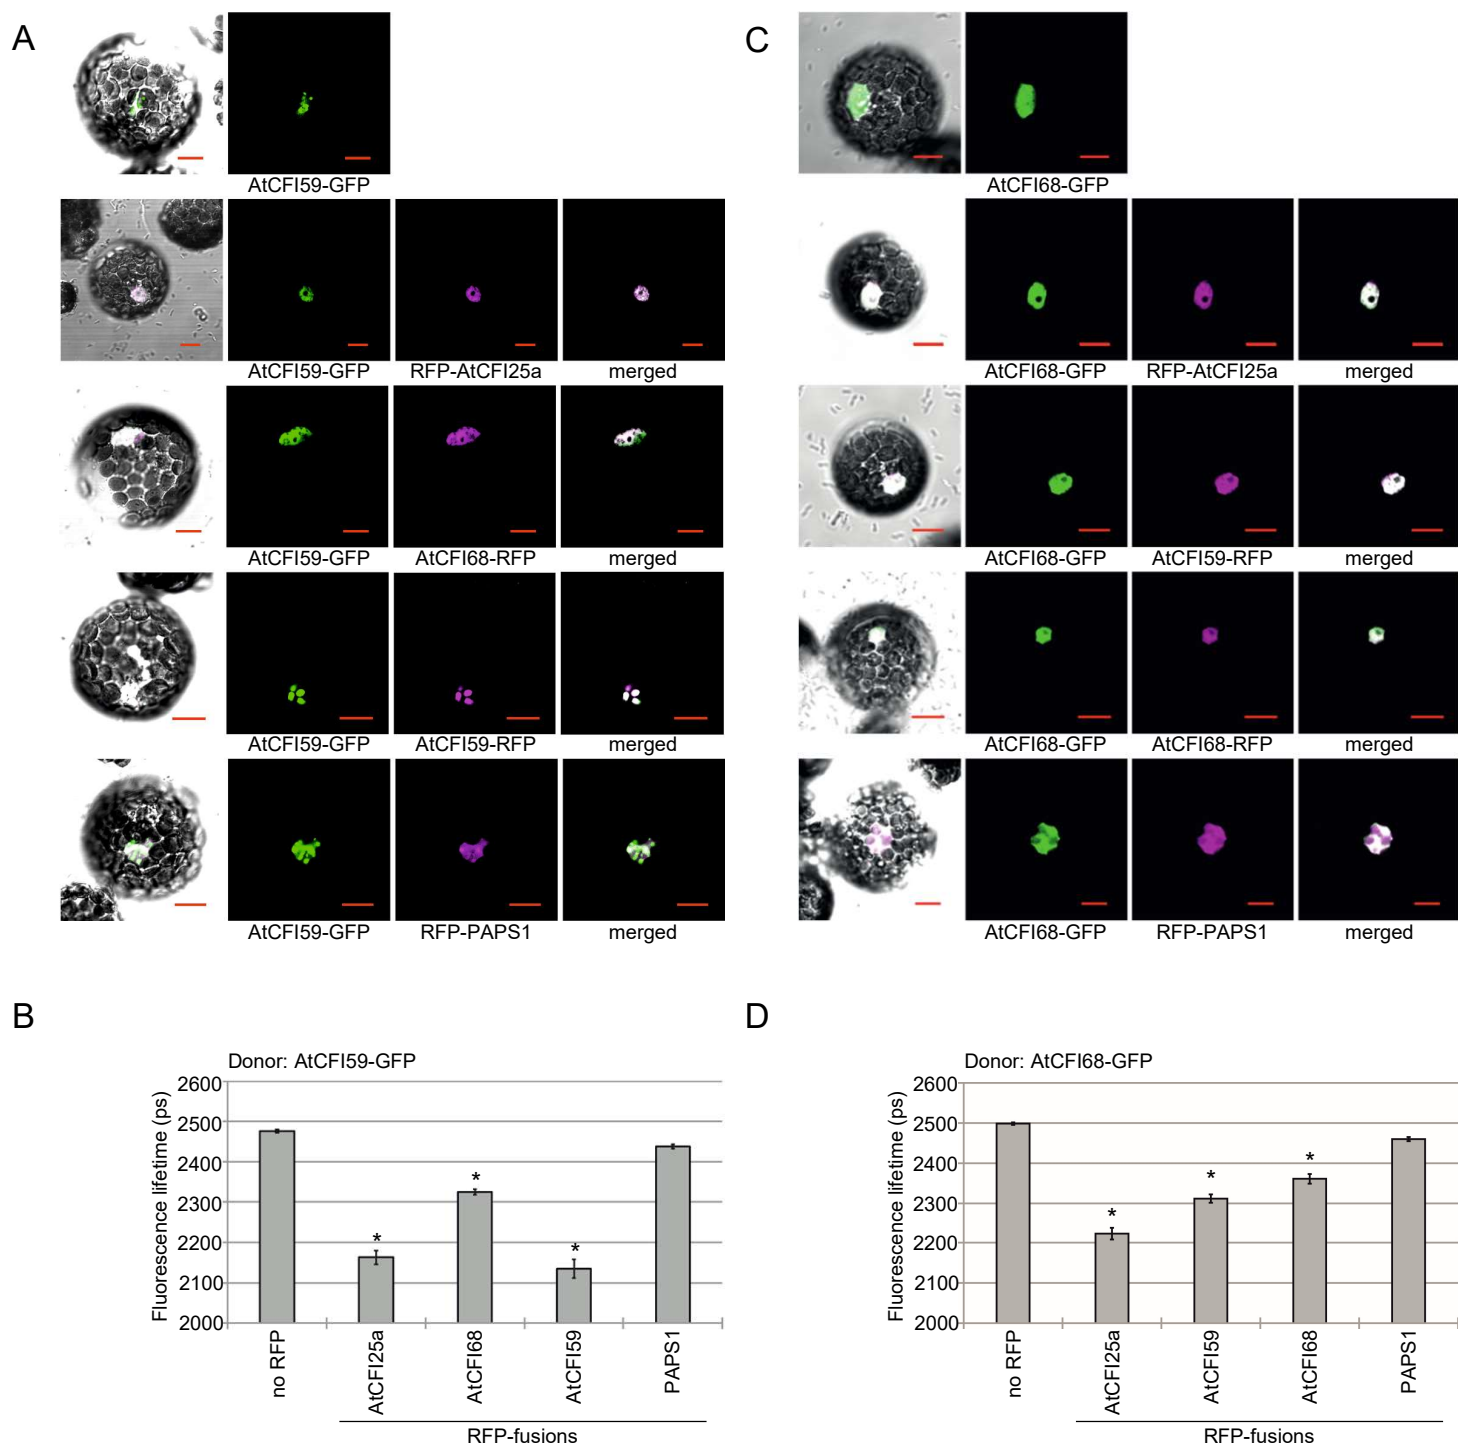 A
AtCFI59-GFP
AtCFI59-GFP RFP-AtCFI25a merged
AtCFI59-GFP AtCFI68-RFP merged
AtCFI59-GFP AtCFI59-RFP merged
AtCFI59-GFP RFP-PAPS1 merged
C
AtCFI68-GFP
AtCFI68-GFP RFP-AtCFI25a merged
AtCFI68-GFP AtCFI59-RFP merged
AtCFI68-GFP AtCFI68-RFP merged
AtCFI68-GFP RFP-PAPS1 merged
B
Donor: AtCFI59-GFP
Fluorescence lifetime (ps)
2600
2500
2400
2300
2200
2100
2000
* * *
no RFP AtCFI25a AtCFI68 AtCFI59 PAPS1
RFP-fusions
D
Donor: AtCFI68-GFP
Fluorescence lifetime (ps)
2600
2500
2400
2300
2200
2100
2000
* * *
no RFP AtCFI25a AtCFI59 AtCFI68 PAPS1
RFP-fusions